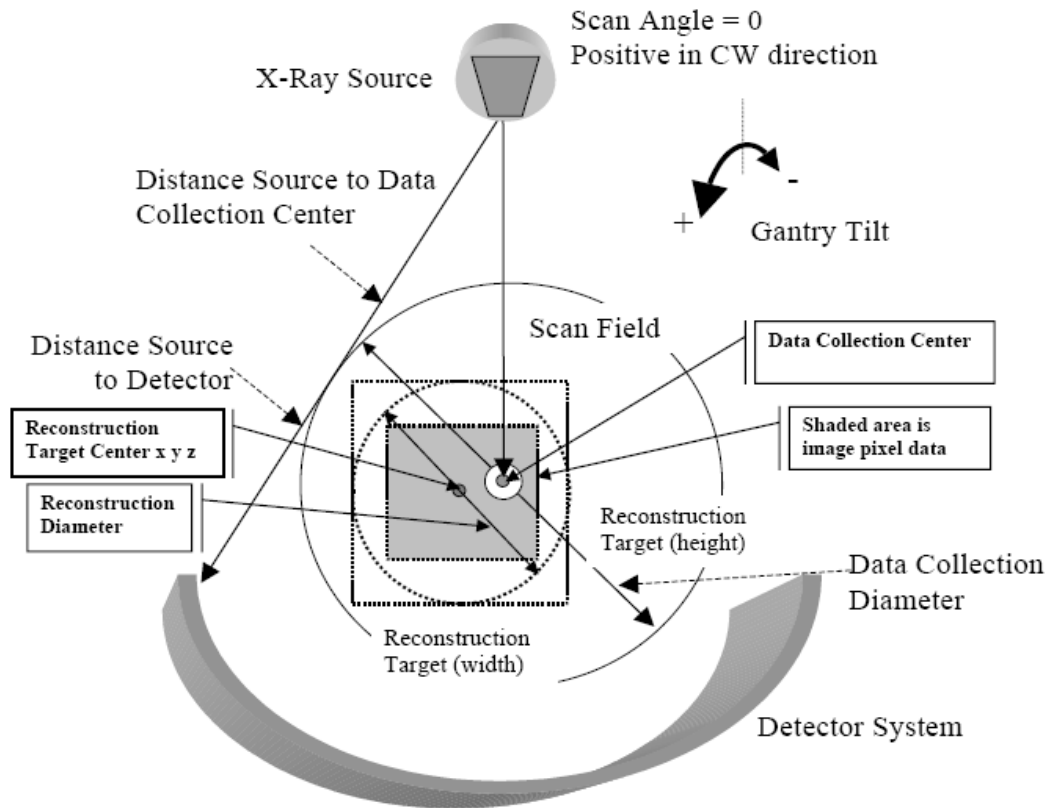 Scan Angle = 0
Positive in CW direction
X-Ray Source
Distance Source to Data
Collection Center
-
+
Gantry Tilt
Scan Field
Data Collection Center
Distance Source
to Detector
Reconstruction
Target Center x y z
Shaded area is
image pixel data
Reconstruction
Diameter
Reconstruction
Target (height)
Data Collection
Diameter
Reconstruction
Target (width)
Detector System